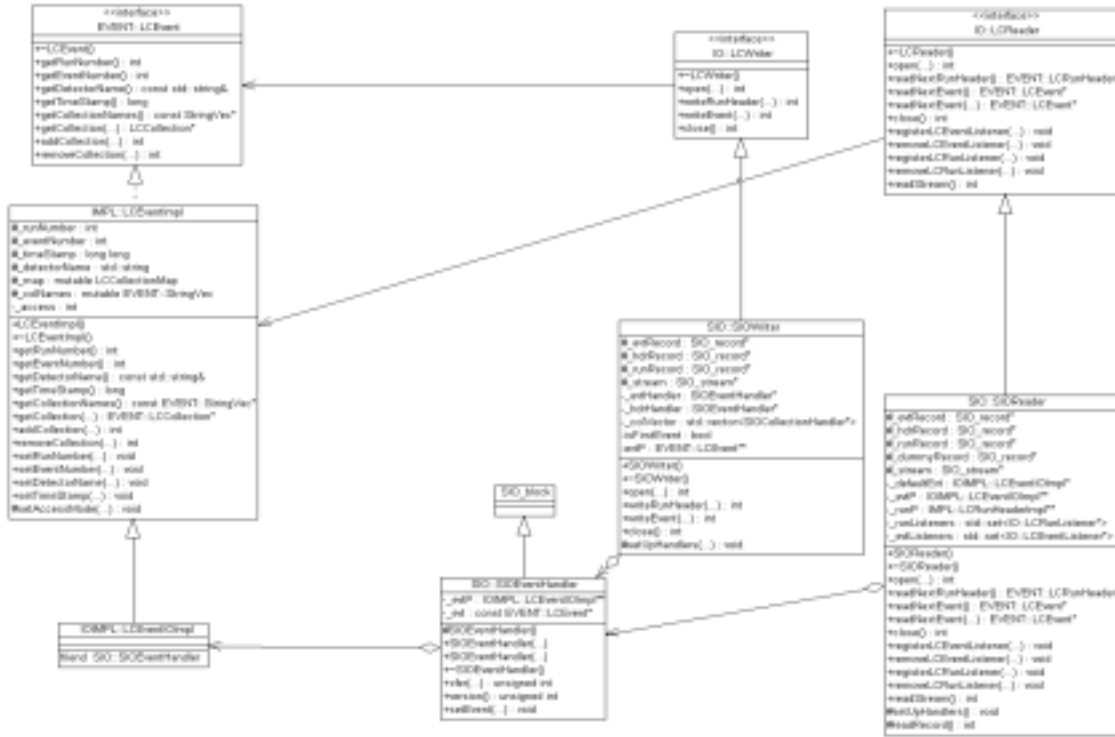 <<interface>>
EVENT::LCEvent
+~LCEvent()
+getRunNumber() : int
+getEventNumber() : int
+getDetectorName() : const std::string&
+getTimeStamp() : long
+getCollectionNames() : const StringVec*
+getCollection(...) : LCCollection*
+addCollection(...) : int
+removeCollection(...) : int
<<interface>>
IO::LCWriter
+~LCWriter()
+open(...) : int
+writeRunHeader(...) : int
+writeEvent(...) : int
+close() : int
<<interface>>
IO::LCReader
+~LCReader()
+open(...) : int
+readNextRunHeader() : EVENT::LCRunHeader
+readNextEvent() : EVENT::LCEvent*
+readNextEvent(...) : EVENT::LCEvent*
+close() : int
+registerLCEventListener(...) : void
+removeLCEventListener(...) : void
+registerLCRunListener(...) : void
+removeLCRunListener(...) : void
+readStream() : int
IMPL::LCEventImpl
#_runNumber : int
#_eventNumber : int
#_timeStamp : long long
#_detectorName : std::string
#_map : mutable LCCollectionMap
#_colNames : mutable EVENT::StringVec
-_access : int
+LCEventImpl()
+~LCEventImpl()
+getRunNumber() : int
+getEventNumber() : int
+getDetectorName() : const std::string&
+getTimeStamp() : long
+getCollectionNames() : const EVENT::StringVec*
+getCollection(...) : EVENT::LCCollection*
+addCollection(...) : int
+removeCollection(...) : int
+setRunNumber(...) : void
+setEventNumber(...) : void
+setDetectorName(...) : void
+setTimeStamp(...) : void
#setAccessMode(...) : void
SIO::SIOWriter
#_evtRecord : SIO_record*
#_hdrRecord : SIO_record*
#_runRecord : SIO_record*
#_stream : SIO_stream*
-_evtHandler : SIOEventHandler*
-_hdrHandler : SIOEventHandler*
-_colVector : std::vector<SIOCollectionHandler*>
-isFirstEvent : bool
-evtP : EVENT::LCEvent**
+SIOWriter()
+~SIOWriter()
+open(...) : int
+writeRunHeader(...) : int
+writeEvent(...) : int
+close() : int
#setUpHandlers(...) : void
SIO::SIOReader
#_evtRecord : SIO_record*
#_hdrRecord : SIO_record*
#_runRecord : SIO_record*
#_dummyRecord : SIO_record*
#_stream : SIO_stream*
-_defaultEvt : IOIMPL::LCEventIOImpl*
-_evtP : IOIMPL::LCEventIOImpl**
-_runP : IMPL::LCRunHeaderImpl**
-_runListeners : std::set<IO::LCRunListener*>
-_evtListeners : std::set<IO::LCEventListener*>
+SIOReader()
+~SIOReader()
+open(...) : int
+readNextRunHeader() : EVENT::LCRunHeader
+readNextEvent() : EVENT::LCEvent*
+readNextEvent(...) : EVENT::LCEvent*
+close() : int
+registerLCEventListener(...) : void
+removeLCEventListener(...) : void
+registerLCRunListener(...) : void
+removeLCRunListener(...) : void
+readStream() : int
#setUpHandlers() : void
#readRecord() : int
SIO_block
SIO::SIOEventHandler
-_evtP : IOIMPL::LCEventIOImpl**
-_evt : const EVENT::LCEvent*
#SIOEventHandler()
+SIOEventHandler(...)
+SIOEventHandler(...)
+~SIOEventHandler()
+xfer(...) : unsigned int
+version() : unsigned int
+setEvent(...) : void
IOIMPL::LCEventIOImpl
friend SIO::SIOEventHandler